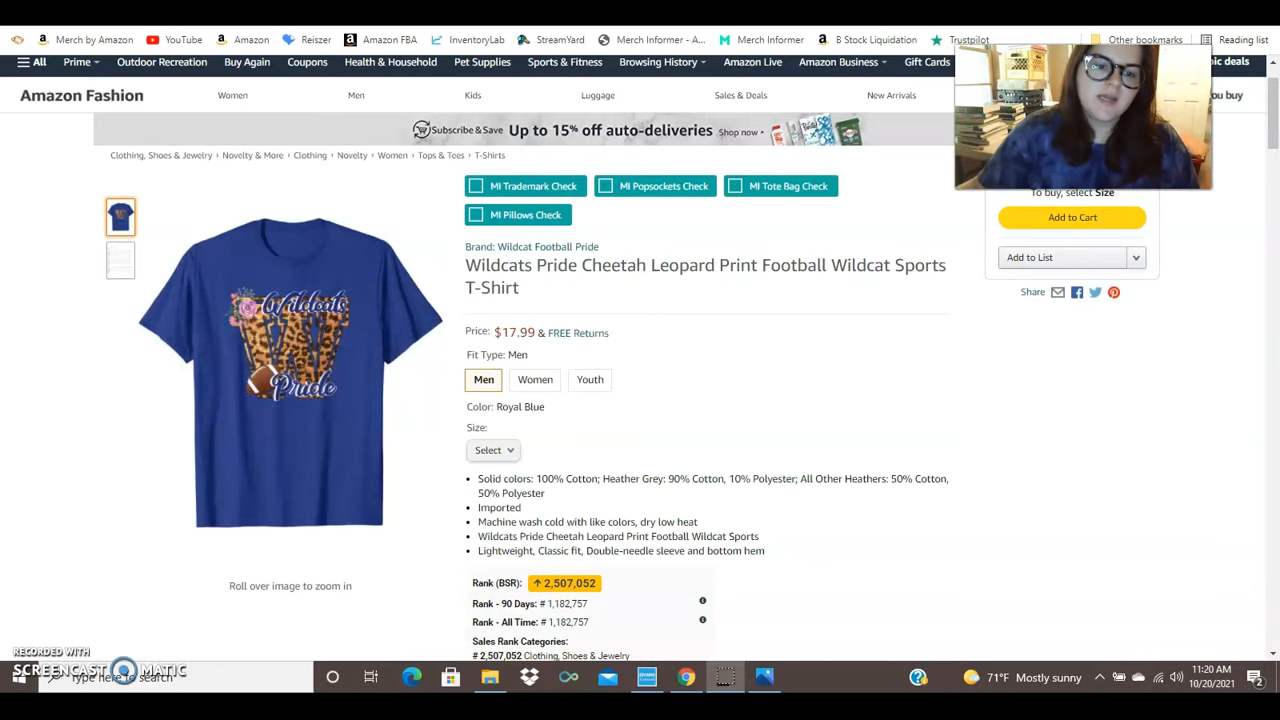 Merch by Amazon YouTube Amazon Reiszer Amazon FBA InventoryLab StreamYard Merch Informer - A... Merch Informer B Stock Liquidation Trustpilot Other bookmarks Reading list
All Prime Outdoor Recreation Buy Again Coupons Health & Household Pet Supplies Sports & Fitness Browsing History Amazon Live Amazon Business Gift Cards pic deals
Amazon Fashion Women Men Kids Luggage Sales & Deals New Arrivals you buy
Subscribe & Save Up to 15% off auto-deliveries Shop now
Clothing, Shoes & Jewelry › Novelty & More › Clothing › Novelty › Women › Tops & Tees › T-Shirts
MI Trademark Check MI Popsockets Check MI Tote Bag Check
MI Pillows Check
To buy, select Size
Add to Cart
Add to List
Share
Brand: Wildcat Football Pride
Wildcats Pride Cheetah Leopard Print Football Wildcat Sports
T-Shirt
Wildcats
W
Pride
Price: $17.99 & FREE Returns
Fit Type: Men
Men Women Youth
Color: Royal Blue
Size:
Select
• Solid colors: 100% Cotton; Heather Grey: 90% Cotton, 10% Polyester; All Other Heathers: 50% Cotton,
50% Polyester
• Imported
• Machine wash cold with like colors, dry low heat
• Wildcats Pride Cheetah Leopard Print Football Wildcat Sports
• Lightweight, Classic fit, Double-needle sleeve and bottom hem
Roll over image to zoom in
Rank (BSR): ↑ 2,507,052
Rank - 90 Days: # 1,182,757
Rank - All Time: # 1,182,757
Sales Rank Categories:
# 2,507,052 Clothing, Shoes & Jewelry
RECORDED WITH
SCREENCAST MATIC
Type here to search
71°F Mostly sunny
11:20 AM
10/20/2021
2